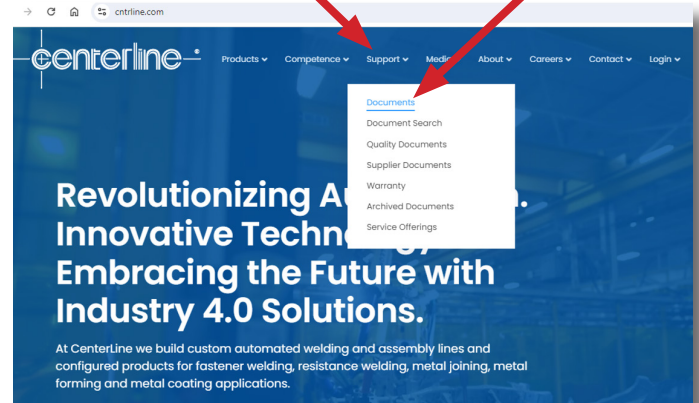 cntrline.com
centerline
Products Competence Support About Careers Contact Login
Documents
Document Search
Quality Documents
Supplier Documents
Warranty
Archived Documents
Service Offerings
Revolutionizing
Innovative
Embracing the Future with
Industry 4.0 Solutions.
At CenterLine we build custom automated welding and assembly lines and
configured products for fastener welding, resistance welding, metal joining, metal
forming and metal coating applications.